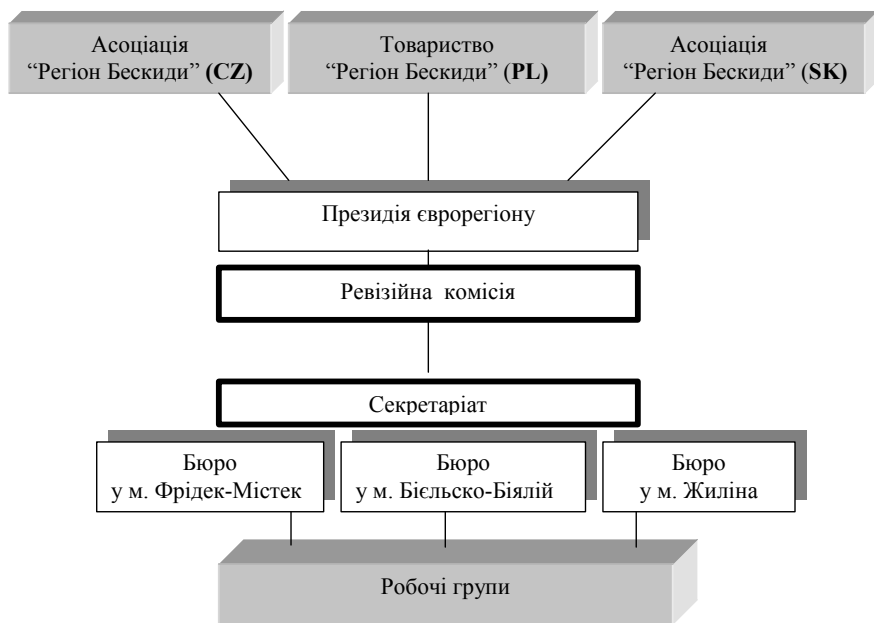 Асоціація
“Регіон Бескиди” (CZ)
Товариство
“Регіон Бескиди” (PL)
Асоціація
“Регіон Бескиди” (SK)
Президія єврорегіону
Ревізійна комісія
Секретаріат
Бюро
у м. Фрідек-Містек
Бюро
у м. Бієльско-Біялій
Бюро
у м. Жиліна
Робочі групи